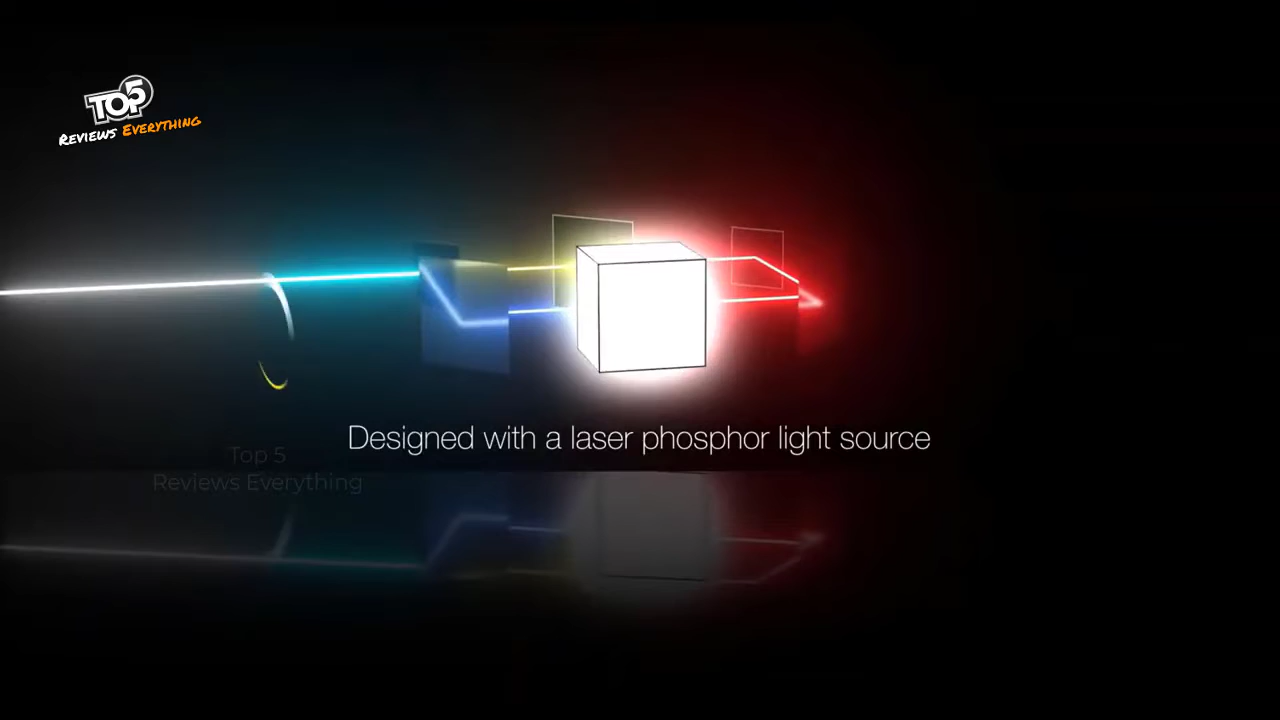 TOP5
Reviews Everything
Designed with a laser phosphor light source
Top 5
Reviews Everything